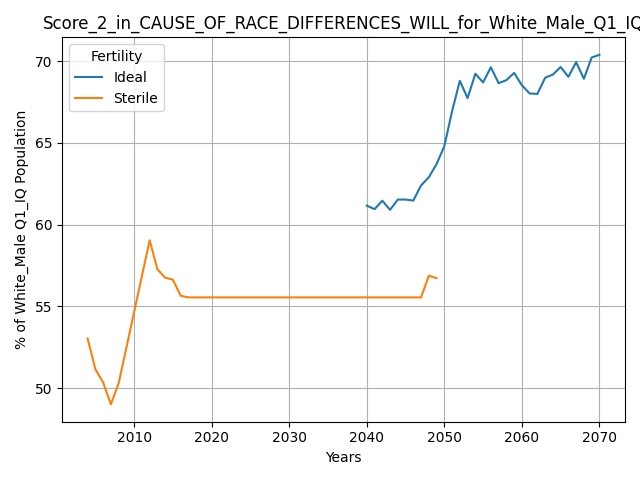 Score_2_in_CAUSE_OF_RACE_DIFFERENCES_WILL_for_White_Male_Q1_IQ
Fertility
Ideal
Sterile
% of White_Male Q1_IQ Population
70
65
60
55
50
2010 2020 2030 2040 2050 2060 2070
Years